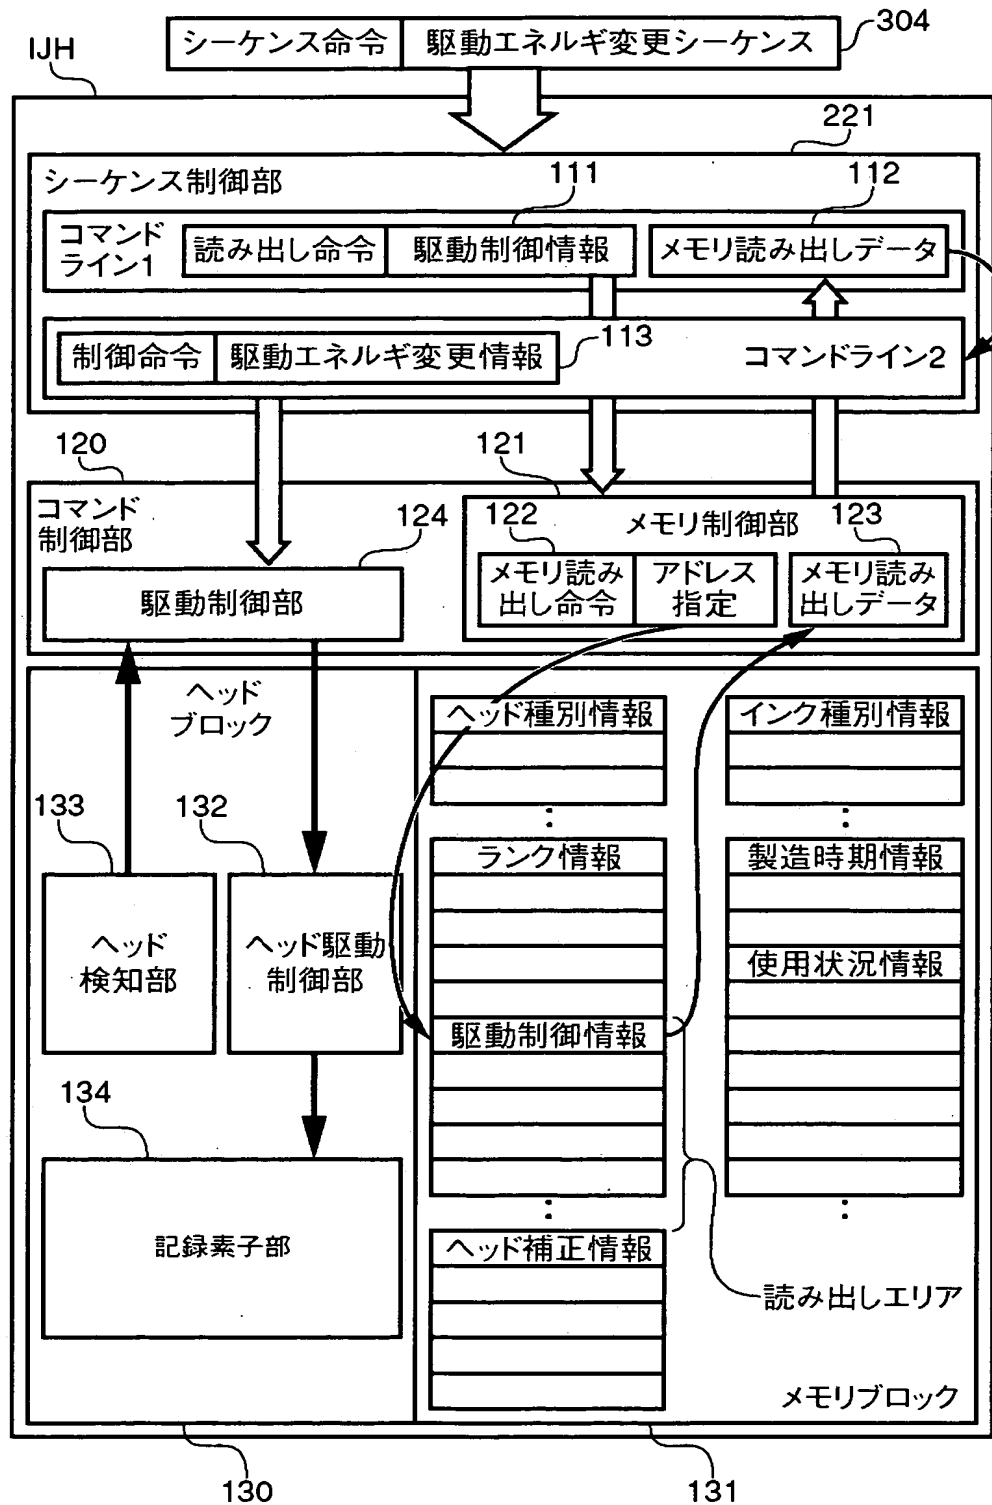 シーケンス命令 駆動エネルギ変更シーケンス
304
IJH
221
シーケンス制御部
111
112
コマンド
ライン1
読み出し命令 駆動制御情報
メモリ読み出しデータ
113
制御命令 駆動エネルギ変更情報
コマンドライン2
120
121
コマンド
制御部
124
122
メモリ制御部
123
駆動制御部
メモリ読み
出し命令
アドレス
指定
メモリ読み
出しデータ
ヘッド
ブロック
ヘッド種別情報
インク種別情報
133
132
ランク情報
製造時期情報
ヘッド
検知部
ヘッド駆動
制御部
使用状況情報
駆動制御情報
134
記録素子部
ヘッド補正情報
読み出しエリア
メモリブロック
130
131